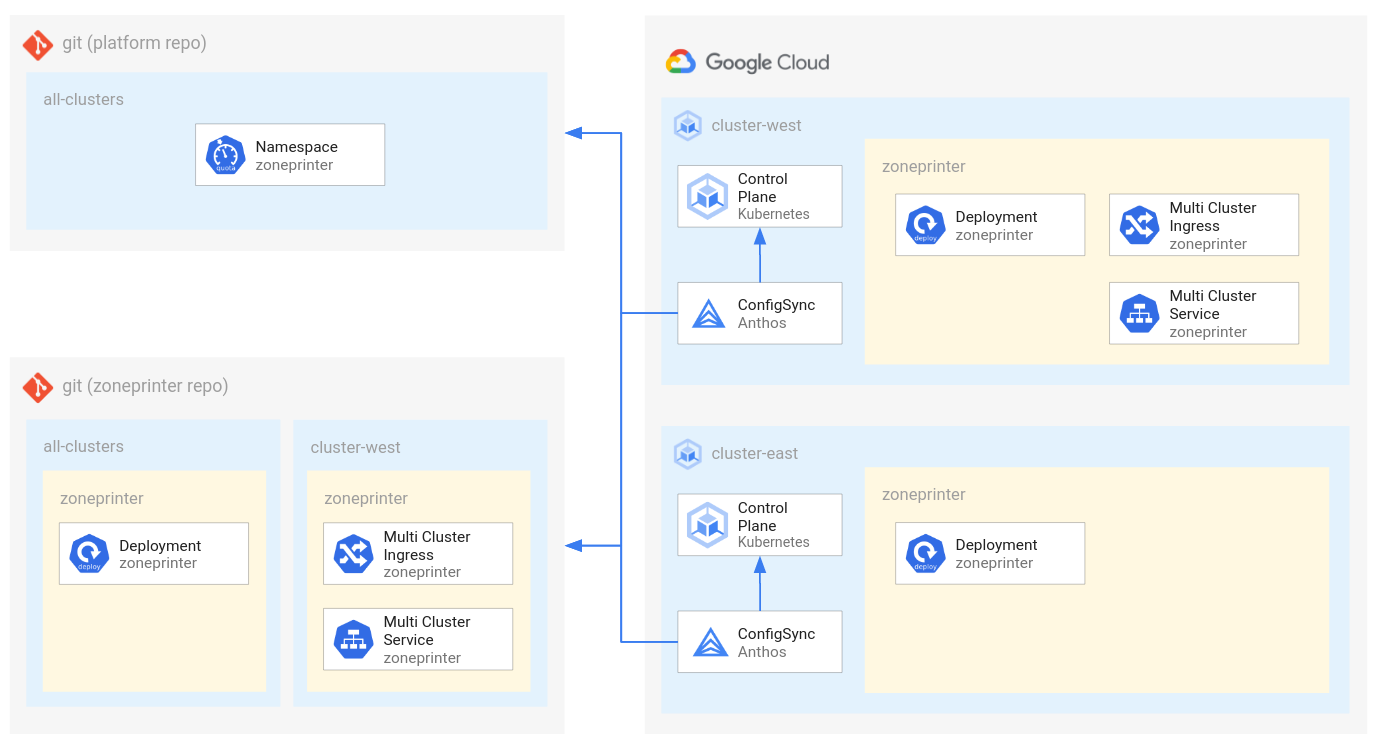 git (platform repo)
all-clusters
quota
Namespace
zoneprinter
git (zoneprinter repo)
all-clusters
zoneprinter
deploy
Deployment
zoneprinter
cluster-west
zoneprinter
Multi Cluster
Ingress
zoneprinter
Multi Cluster
Service
zoneprinter
Google Cloud
cluster-west
Control
Plane
Kubernetes
ConfigSync
Anthos
zoneprinter
deploy
Deployment
zoneprinter
Multi Cluster
Ingress
zoneprinter
Multi Cluster
Service
zoneprinter
cluster-east
Control
Plane
Kubernetes
ConfigSync
Anthos
zoneprinter
deploy
Deployment
zoneprinter